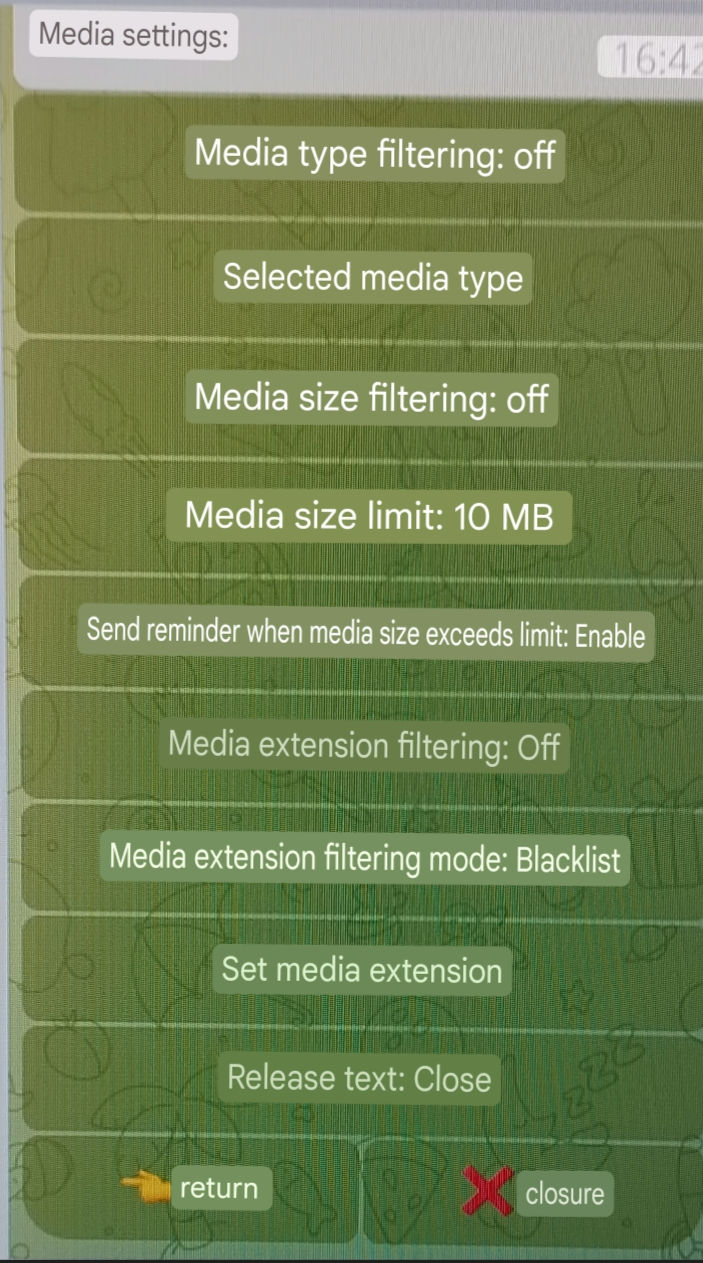 Media settings:
16:42
Media type filtering: off
Selected media type
Media size filtering: off
Media size limit: 10 MB
Send reminder when media size exceeds limit: Enable
Media extension filtering: Off
Media extension filtering mode: Blacklist
Set media extension
Release text: Close
return
closure